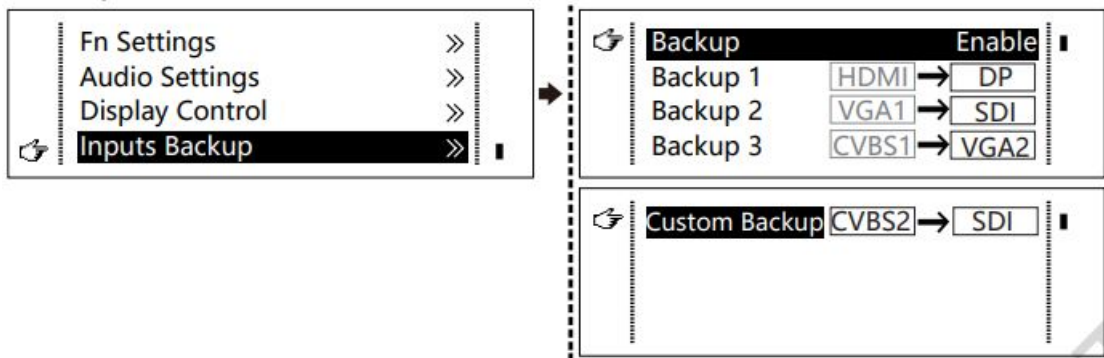 Fn Settings »
Audio Settings »
Display Control »
Inputs Backup »
Backup Enable
Backup 1 HDMI → DP
Backup 2 VGA1 → SDI
Backup 3 CVBS1 → VGA2
Custom Backup CVBS2 → SDI